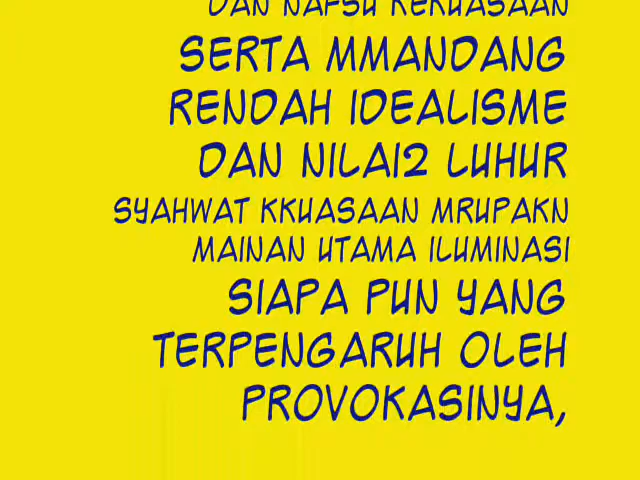 DAN NAFSU KEKUASAAN
SERTA MMANDANG
RENDAH IDEALISME
DAN NILAI2 LUHUR
SYAHWAT KKUASAAN MRUPAKN
MAINAN UTAMA ILUMINASI
SIAPA PUN YANG
TERPENGARUH OLEH
PROVOKASINYA,